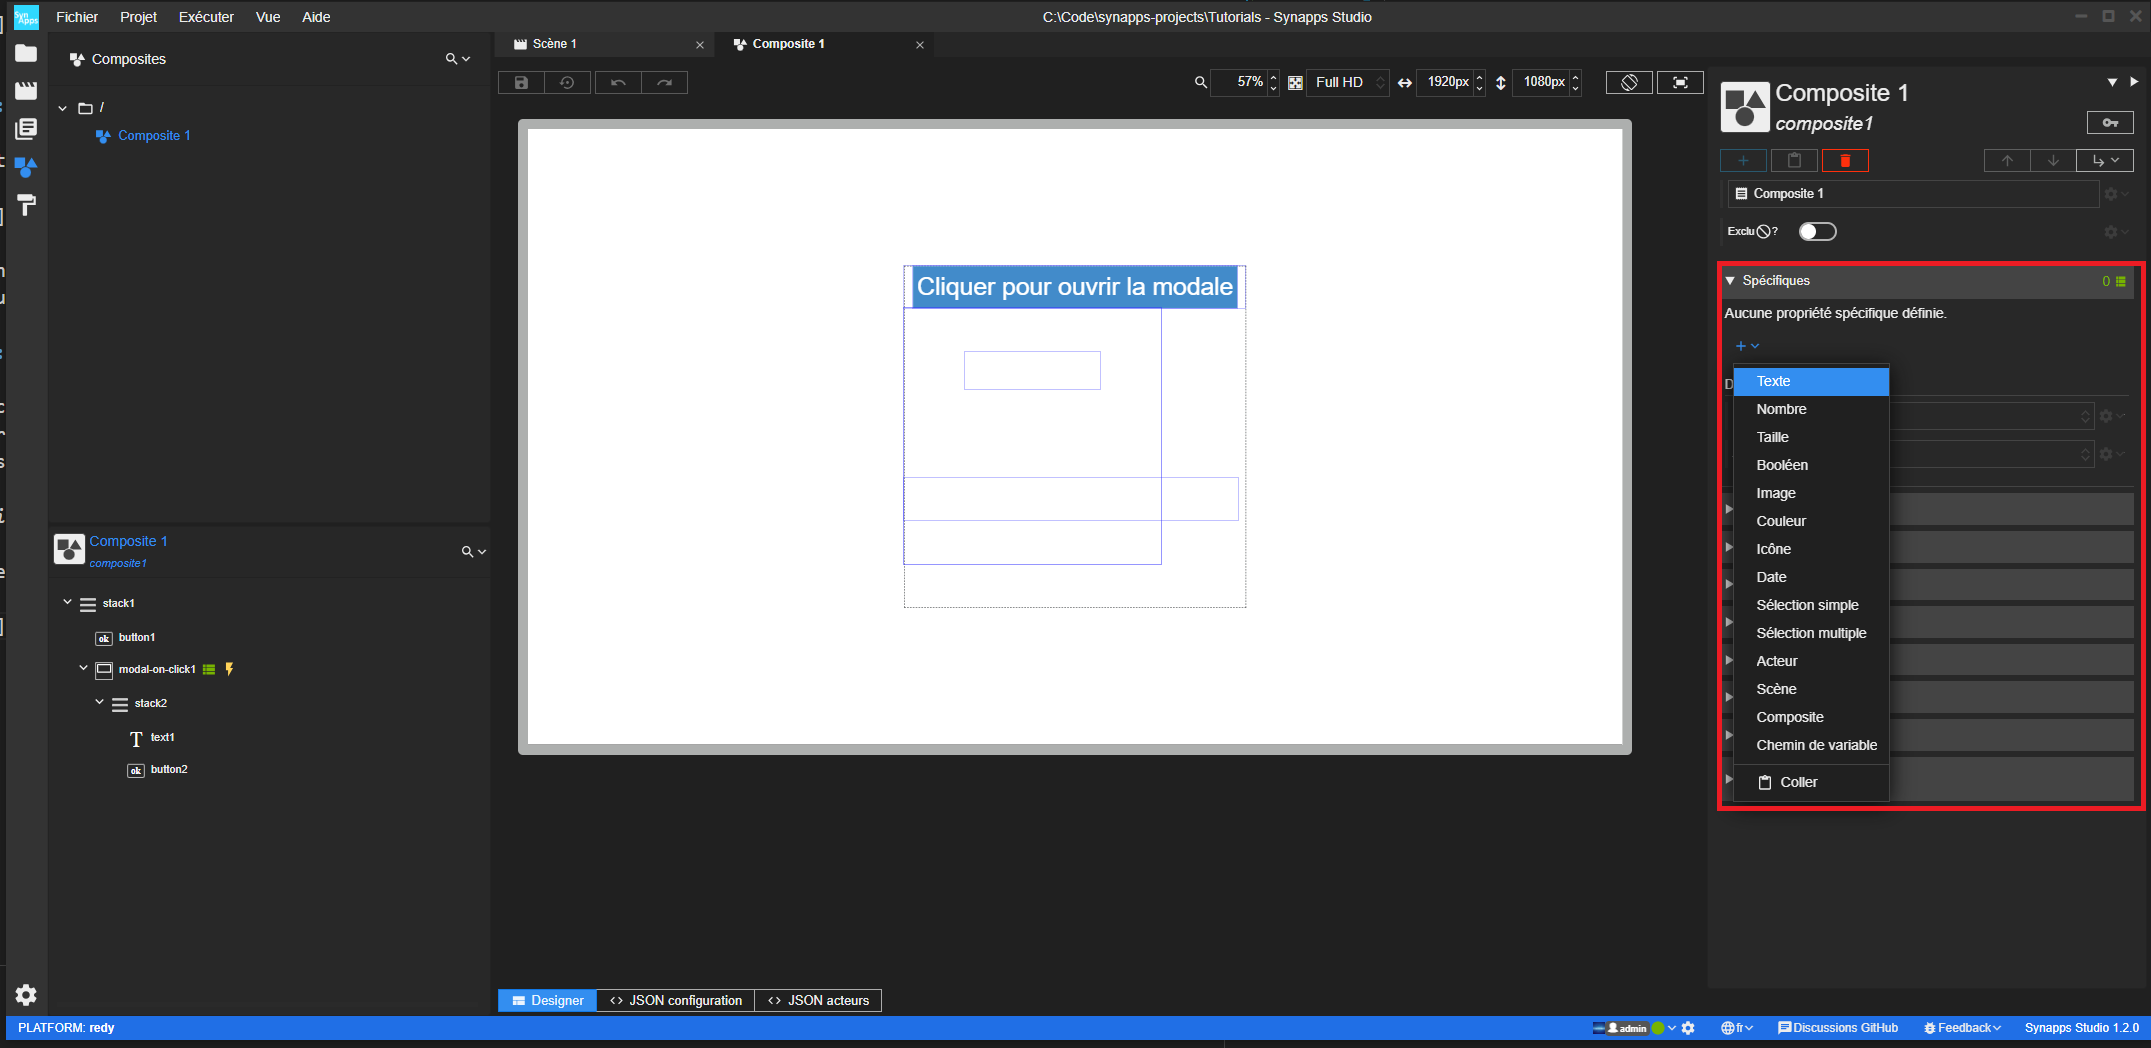 Syn
Apps
Fichier Projet Exécuter Vue Aide
C:\Code\synapps-projects\Tutorials - Synapps Studio
Composites
/
Composite 1
Scène 1
Composite 1
57%
Full HD
1920px
1080px
Cliquer pour ouvrir la modale
Composite 1
composite1
stack1
ok button1
modal-on-click1
stack2
T text1
ok button2
Composite 1
composite1
Composite 1
Exclu ?
Spécifiques
0
Aucune propriété spécifique définie.
D
Texte
Nombre
Taille
Booléen
Image
Couleur
Icône
Date
Sélection simple
Sélection multiple
Acteur
Scène
Composite
Chemin de variable
Coller
Designer
JSON configuration
JSON acteurs
PLATFORM: redy
admin
fr
Discussions GitHub
Feedback
Synapps Studio 1.2.0